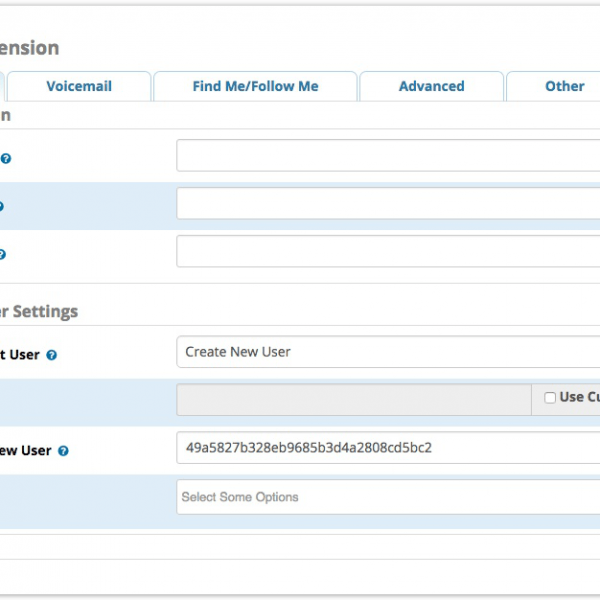 ension
Voicemail Find Me/Follow Me Advanced Other
n
er Settings
t User Create New User
Use Cu
ew User 49a5827b328eb9685b3d4a2808cd5bc2
Select Some Options